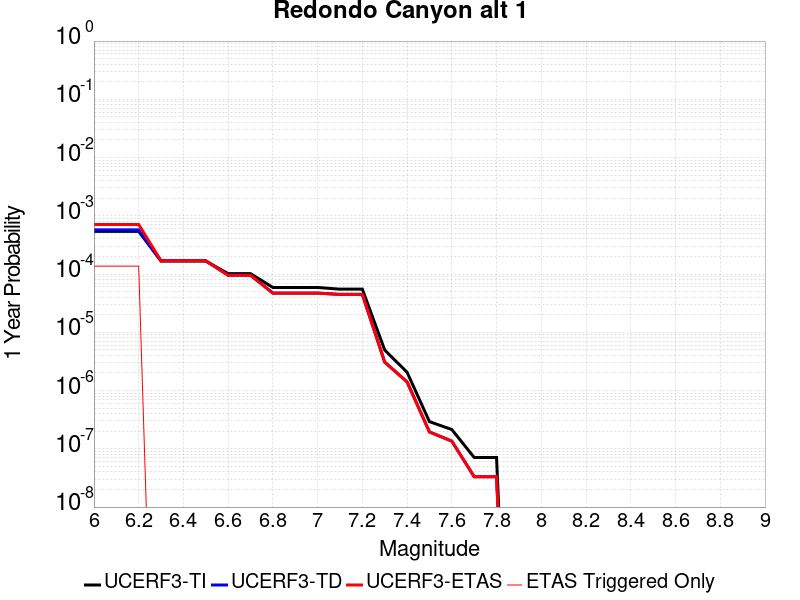 Redondo Canyon alt 1
10^0
10^-1
10^-2
10^-3
10^-4
10^-5
10^-6
10^-7
10^-8
1 Year Probability
6 6.2 6.4 6.6 6.8 7 7.2 7.4 7.6 7.8 8 8.2 8.4 8.6 8.8 9
Magnitude
UCERF3-TI UCERF3-TD UCERF3-ETAS ETAS Triggered Only